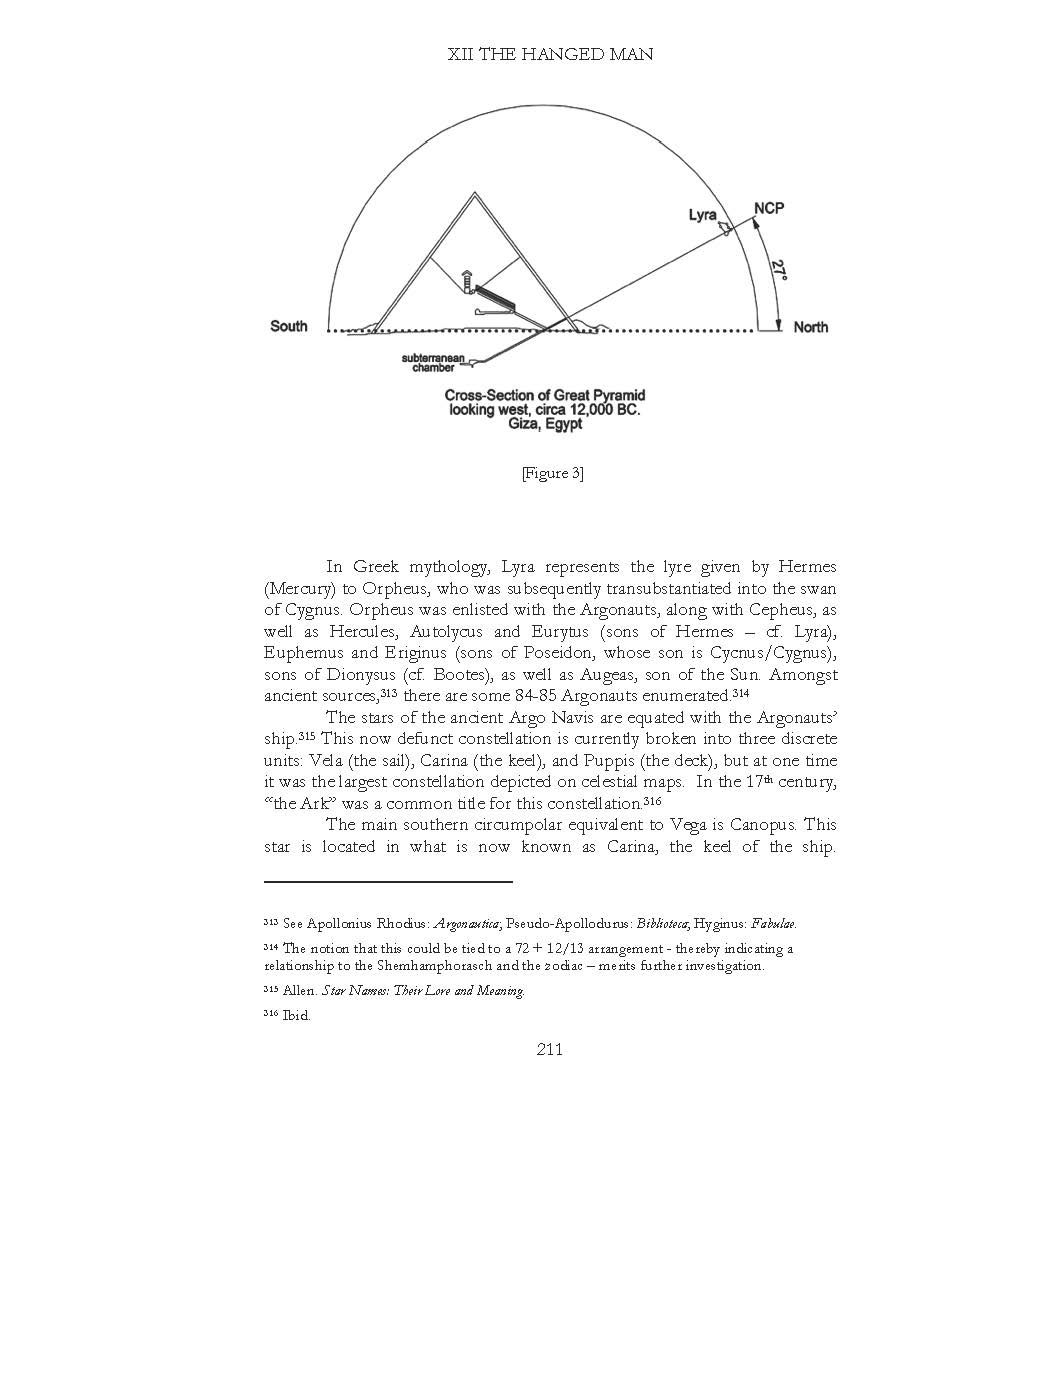 XII THE HANGED MAN
Lyra
NCP
27°
South
North
subterranean
chamber
Cross-Section of Great Pyramid
looking west, circa 12,000 BC.
Giza, Egypt
[Figure 3]
In Greek mythology, Lyra represents the lyre given by Hermes
(Mercury) to Orpheus, who was subsequently transubstantiated into the swan
of Cygnus. Orpheus was enlisted with the Argonauts, along with Cepheus, as
well as Hercules, Autolycus and Eurytus (sons of Hermes – cf. Lyra),
Euphemus and Eriginus (sons of Poseidon, whose son is Cycnus/Cygnus),
sons of Dionysus (cf. Bootes), as well as Augeas, son of the Sun. Amongst
ancient sources,³¹³ there are some 84-85 Argonauts enumerated.³¹⁴
The stars of the ancient Argo Navis are equated with the Argonauts’
ship.³¹⁵ This now defunct constellation is currently broken into three discrete
units: Vela (the sail), Carina (the keel), and Puppis (the deck), but at one time
it was the largest constellation depicted on celestial maps. In the 17ᵗʰ century,
“the Ark” was a common title for this constellation.³¹⁶
The main southern circumpolar equivalent to Vega is Canopus. This
star is located in what is now known as Carina, the keel of the ship.
³¹³ See Apollonius Rhodius: Argonautica; Pseudo-Apollodurus: Biblioteca; Hyginus: Fabulae.
³¹⁴ The notion that this could be tied to a 72 + 12/13 arrangement - thereby indicating a
relationship to the Shemhamphorasch and the zodiac – merits further investigation.
³¹⁵ Allen. Star Names: Their Lore and Meaning.
³¹⁶ Ibid.
211